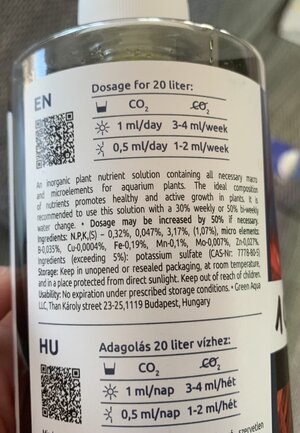 Dosage for 20 liter:
EN
CO₂ CO₂
1 ml/day 3-4 ml/week
0,5 ml/day 1-2 ml/week
An inorganic plant nutrient solution containing all necessary macro
and microelements for aquarium plants. The ideal composition
of nutrients promotes healthy and active growth in plants. It is
recommended to use this solution with a 30% weekly or 50% bi-weekly
water change. • Dosage may be increased by 50% if necessary.
Ingredients: N.P.K.(S) – 0,32%, 0,047%, 3,17%, (1,07%), micro elements:
B-0,035%, Cu-0,0004%, Fe-0,19%, Mn-0,1%, Mo-0,007%, Zn-0,02%.
Ingredients (exceeding 5%): potassium sulfate (CAS-Nr: 7778-80-5)
Storage: Keep in unopened or resealed packaging, at room temperature,
and in a place protected from direct sunlight. Keep out of reach of children.
Usability: No expiration under prescribed storage conditions. • Green Aqua
LLC, Than Károly street 23-25,1119 Budapest, Hungary
HU
Adagolás 20 liter vízhez:
CO₂ CO₂
1 ml/nap 3-4 ml/hét
0,5 ml/nap 1-2 ml/hét